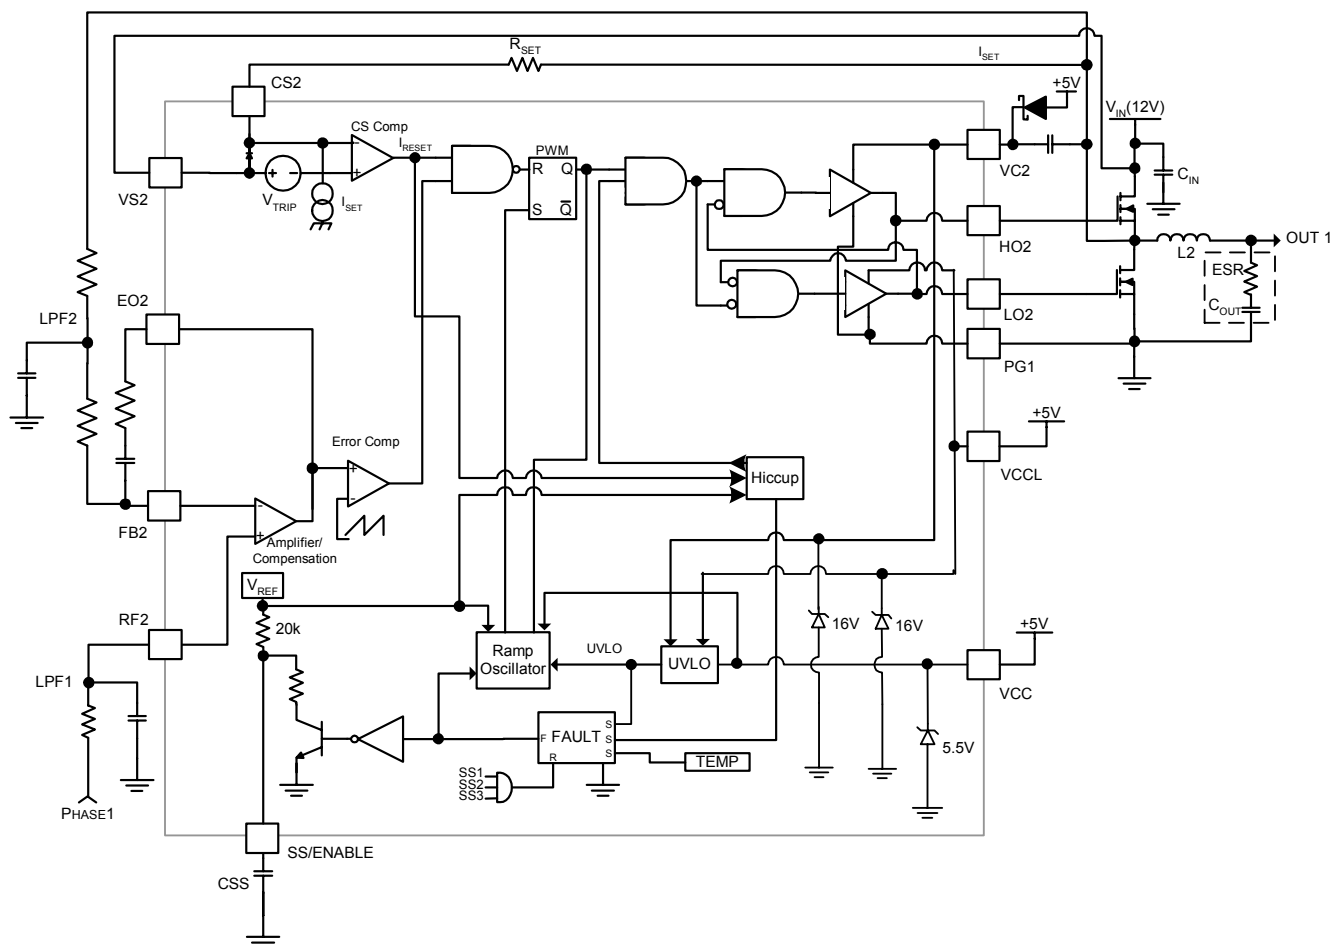 RSET
ISET
CS2
+5V
VIN(12V)
CS Comp
IRESET
PWM
R Q
S Q̅
VS2
+ −
VTRIP
ISET
−
+
VC2
CIN
HO2
L2
OUT 1
ESR
COUT
EO2
LPF2
LO2
PG1
+5V
Error Comp
+
-
VCCL
Hiccup
FB2
-
+
Amplifier/
Compensation
VREF
RF2
20k
16V
16V
+5V
Ramp
Oscillator
UVLO
UVLO
VCC
LPF1
F FAULT S
S
S
R
TEMP
5.5V
SS1
SS2
SS3
PHASE1
SS/ENABLE
CSS